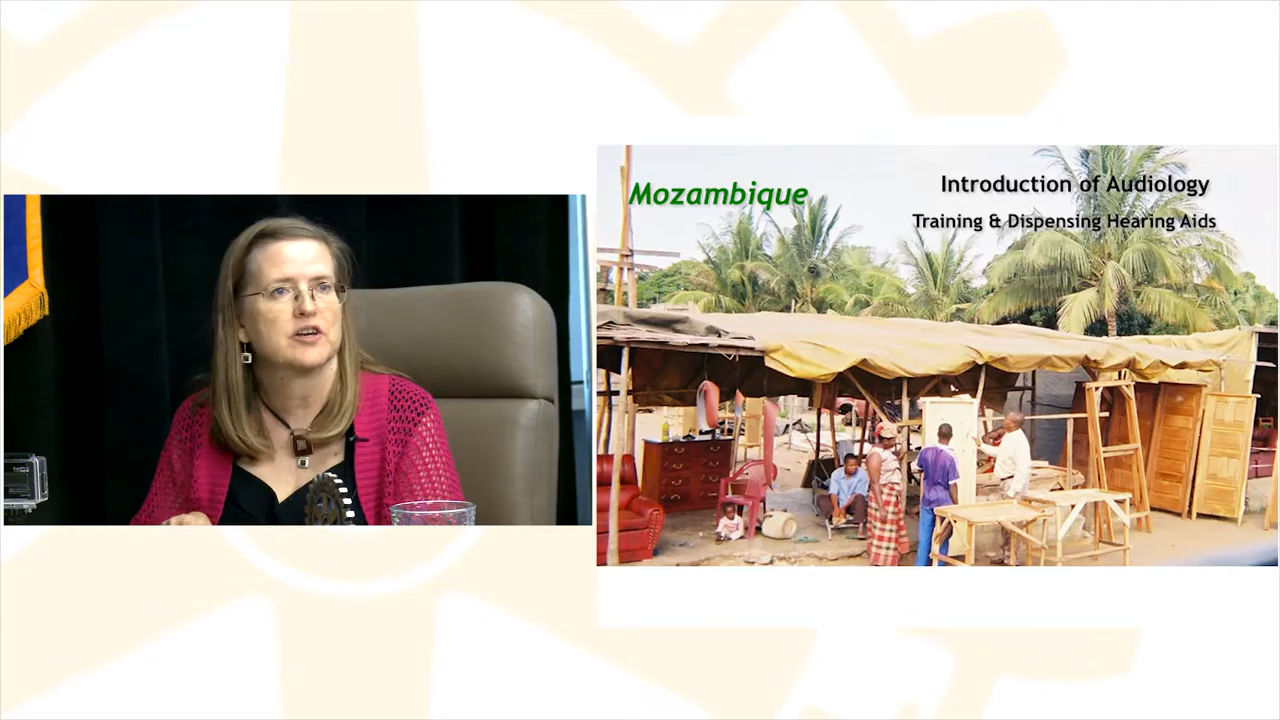 Mozambique
Introduction of Audiology
Training & Dispensing Hearing Aids